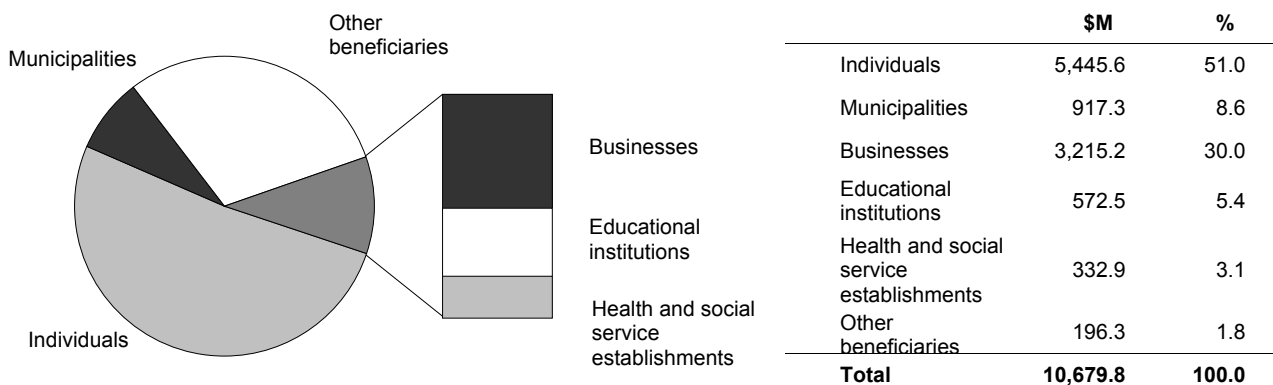 Other
beneficiaries
Municipalities
Individuals
Businesses
Educational
institutions
Health and social
service
establishments
$M %
Individuals 5,445.6 51.0
Municipalities 917.3 8.6
Businesses 3,215.2 30.0
Educational
institutions 572.5 5.4
Health and social
service
establishments 332.9 3.1
Other
beneficiaries 196.3 1.8
Total 10,679.8 100.0